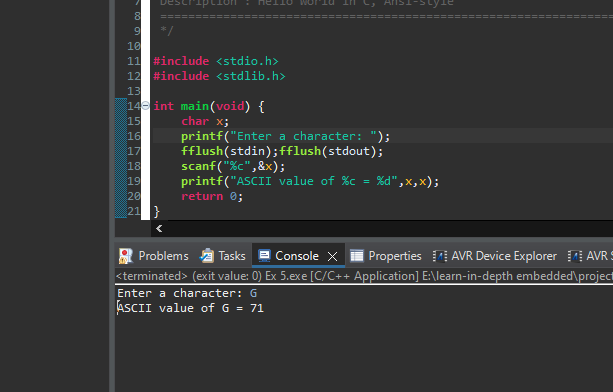 7 Description : Hello World in C, Ansi-style
8 ============================================================
9 */
10
11 #include <stdio.h>
12 #include <stdlib.h>
13
14 int main(void) {
15 char x;
16 printf("Enter a character: ");
17 fflush(stdin);fflush(stdout);
18 scanf("%c",&x);
19 printf("ASCII value of %c = %d",x,x);
20 return 0;
21 }
Problems Tasks Console Properties AVR Device Explorer AVR S
<terminated> (exit value: 0) Ex 5.exe [C/C++ Application] E:\learn-in-depth embedded\project
Enter a character: G
ASCII value of G = 71